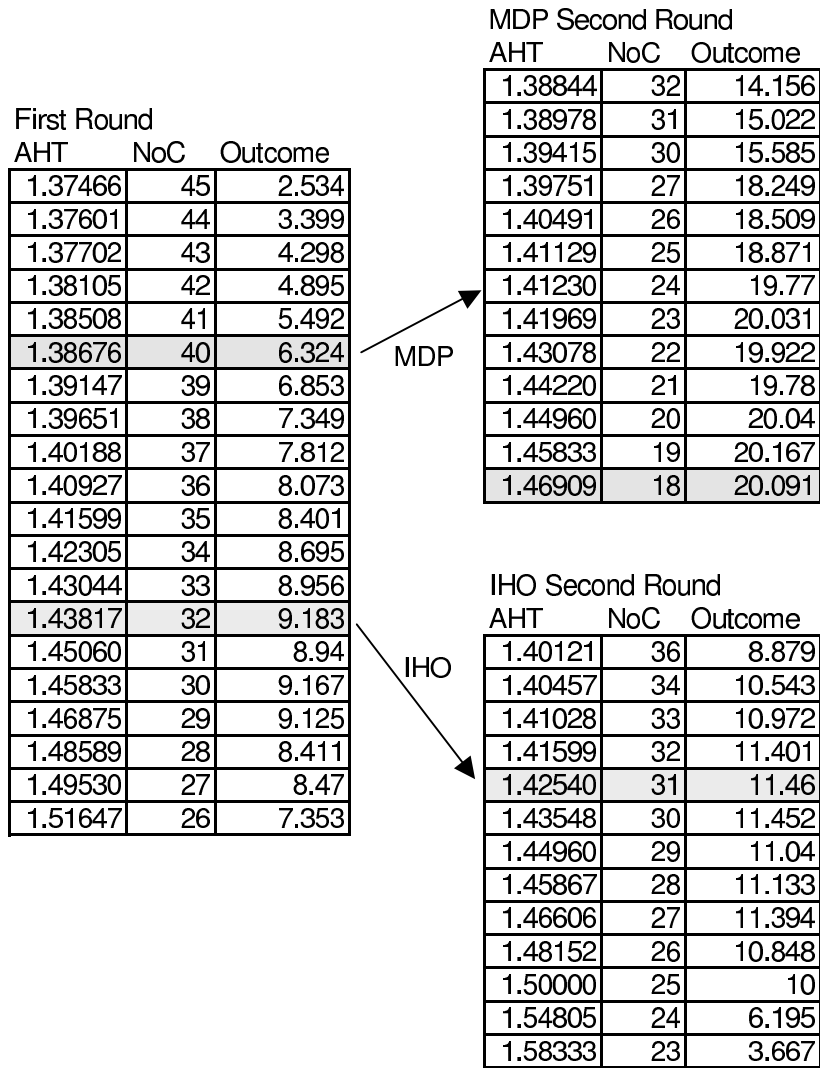 First Round
AHT NoC Outcome
1.37466 45 2.534
1.37601 44 3.399
1.37702 43 4.298
1.38105 42 4.895
1.38508 41 5.492
1.38676 40 6.324
1.39147 39 6.853
1.39651 38 7.349
1.40188 37 7.812
1.40927 36 8.073
1.41599 35 8.401
1.42305 34 8.695
1.43044 33 8.956
1.43817 32 9.183
1.45060 31 8.94
1.45833 30 9.167
1.46875 29 9.125
1.48589 28 8.411
1.49530 27 8.47
1.51647 26 7.353
MDP
IHO
MDP Second Round
AHT NoC Outcome
1.38844 32 14.156
1.38978 31 15.022
1.39415 30 15.585
1.39751 27 18.249
1.40491 26 18.509
1.41129 25 18.871
1.41230 24 19.77
1.41969 23 20.031
1.43078 22 19.922
1.44220 21 19.78
1.44960 20 20.04
1.45833 19 20.167
1.46909 18 20.091
IHO Second Round
AHT NoC Outcome
1.40121 36 8.879
1.40457 34 10.543
1.41028 33 10.972
1.41599 32 11.401
1.42540 31 11.46
1.43548 30 11.452
1.44960 29 11.04
1.45867 28 11.133
1.46606 27 11.394
1.48152 26 10.848
1.50000 25 10
1.54805 24 6.195
1.58333 23 3.667